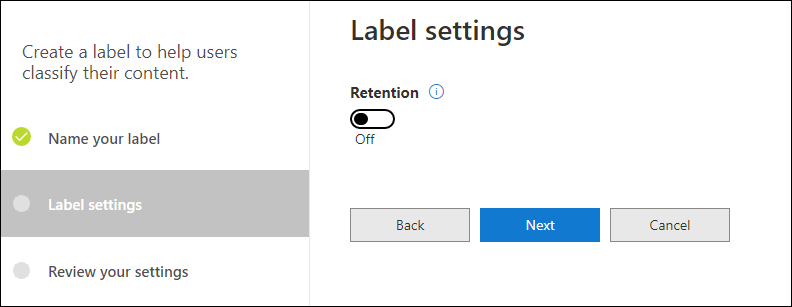 Create a label to help users
classify their content.
Name your label
Label settings
Review your settings
Label settings
Retention
Off
Back
Next
Cancel